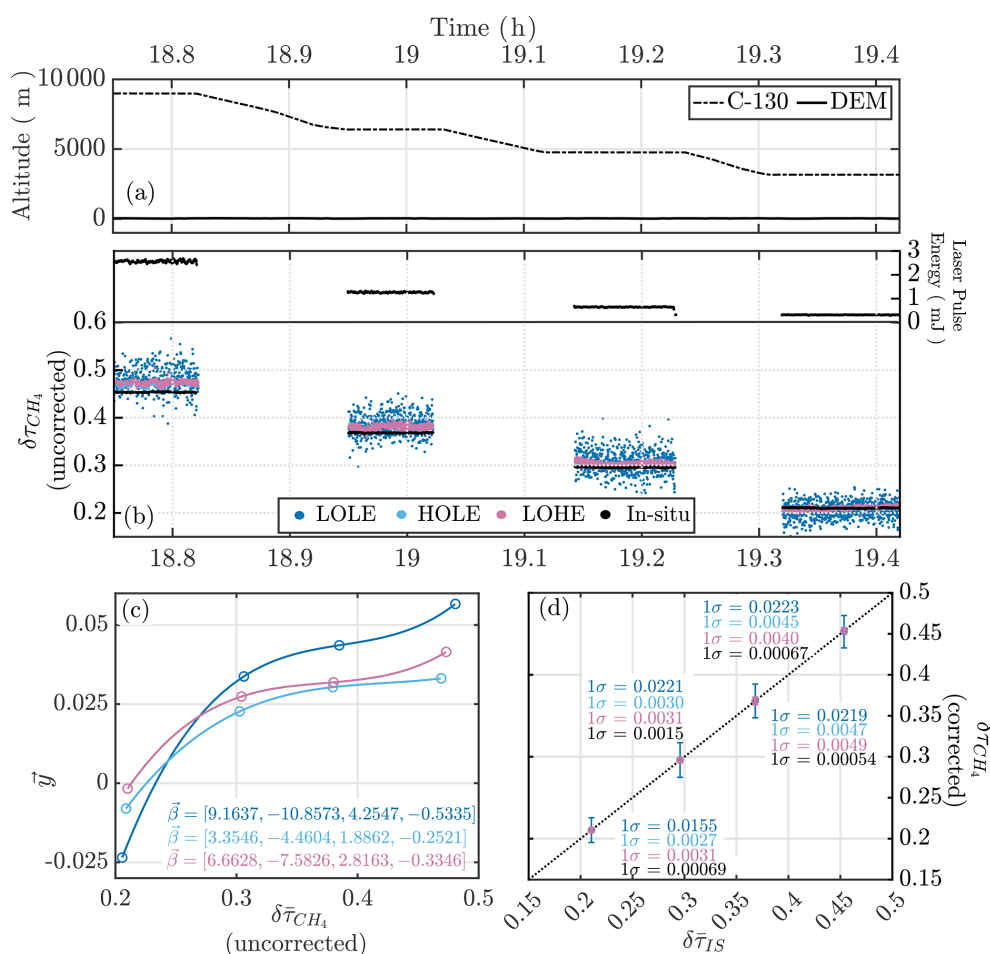 Time (h)
18.8 18.9 19 19.1 19.2 19.3 19.4
10000
5000
0
Altitude ( m )
C-130 DEM
(a)
3
2
1
0
Laser Pulse
Energy ( mJ )
0.6
0.5
0.4
0.3
0.2
δτ_{CH_4}
(uncorrected)
(b)
LOLE HOLE LOHE In-situ
18.8 18.9 19 19.1 19.2 19.3 19.4
(c)
0.05
0.025
0
-0.025
y⃗
β⃗ = [9.1637, −10.8573, 4.2547, −0.5335]
β⃗ = [3.3546, −4.4604, 1.8862, −0.2521]
β⃗ = [6.6628, −7.5826, 2.8163, −0.3346]
0.2 0.3 0.4 0.5
δτ̄_{CH_4}
(uncorrected)
(d)
1σ = 0.0223
1σ = 0.0045
1σ = 0.0040
1σ = 0.00067
1σ = 0.0221
1σ = 0.0030
1σ = 0.0031
1σ = 0.0015
1σ = 0.0219
1σ = 0.0047
1σ = 0.0049
1σ = 0.00054
1σ = 0.0155
1σ = 0.0027
1σ = 0.0031
1σ = 0.00069
0.5
0.45
0.4
0.35
0.3
0.25
0.2
0.15
δτ̄_{CH_4}
(corrected)
0.15 0.2 0.25 0.3 0.35 0.4 0.45 0.5
δτ̄_{IS}